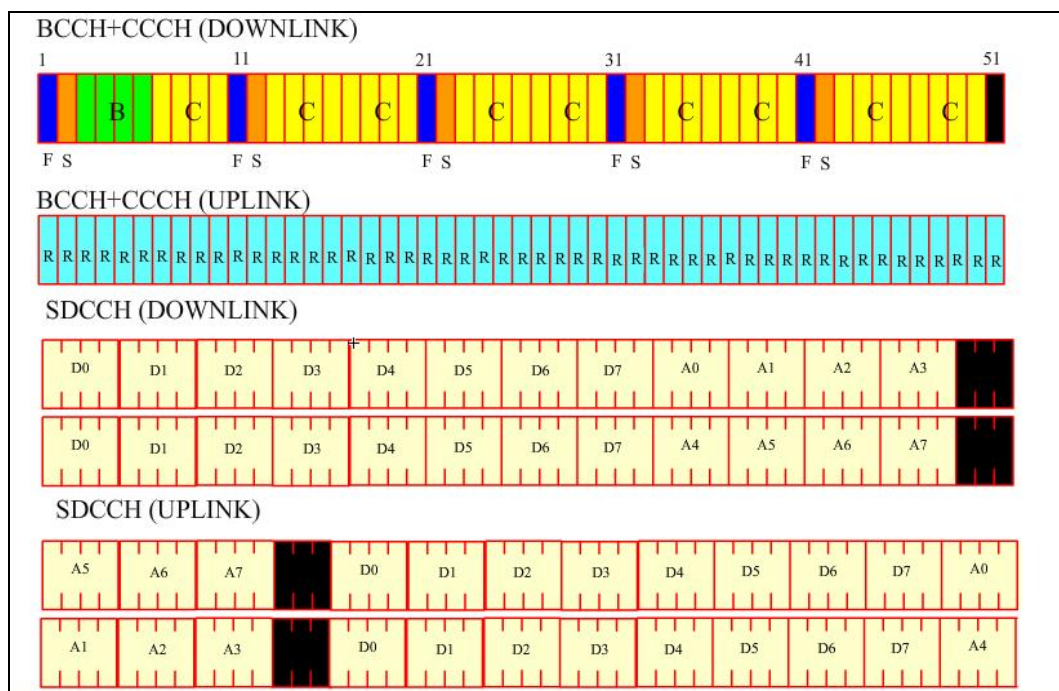 BCCH+CCCH (DOWNLINK)
1 11 21 31 41 51
B C C C C C C C C C
F S F S F S F S F S
BCCH+CCCH (UPLINK)
R R R R R R R R R R R R R R R R R R R R R R R R R R R R R R R R R R R R R R R R R R R R R R R R R R R
SDCCH (DOWNLINK)
D0 D1 D2 D3 D4 D5 D6 D7 A0 A1 A2 A3
D0 D1 D2 D3 D4 D5 D6 D7 A4 A5 A6 A7
SDCCH (UPLINK)
A5 A6 A7 D0 D1 D2 D3 D4 D5 D6 D7 A0
A1 A2 A3 D0 D1 D2 D3 D4 D5 D6 D7 A4